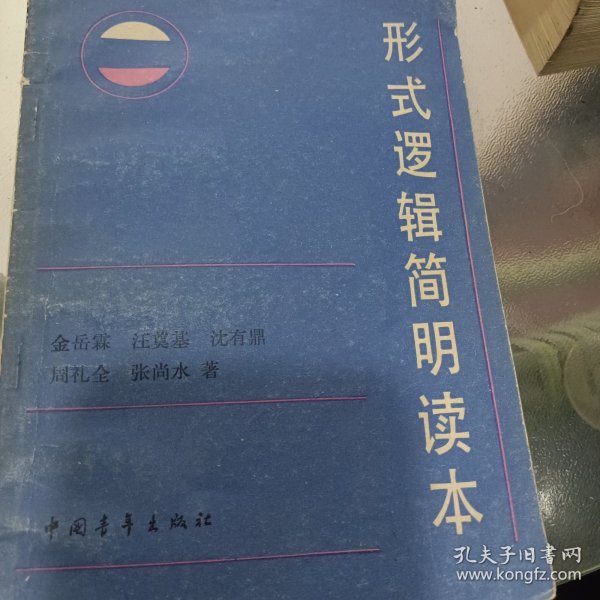 形式逻辑简明读本
金岳霖 汪奠基 沈有鼎
周礼全 张尚水 著
中国青年出版社
孔夫子旧书网
www.kongfz.com